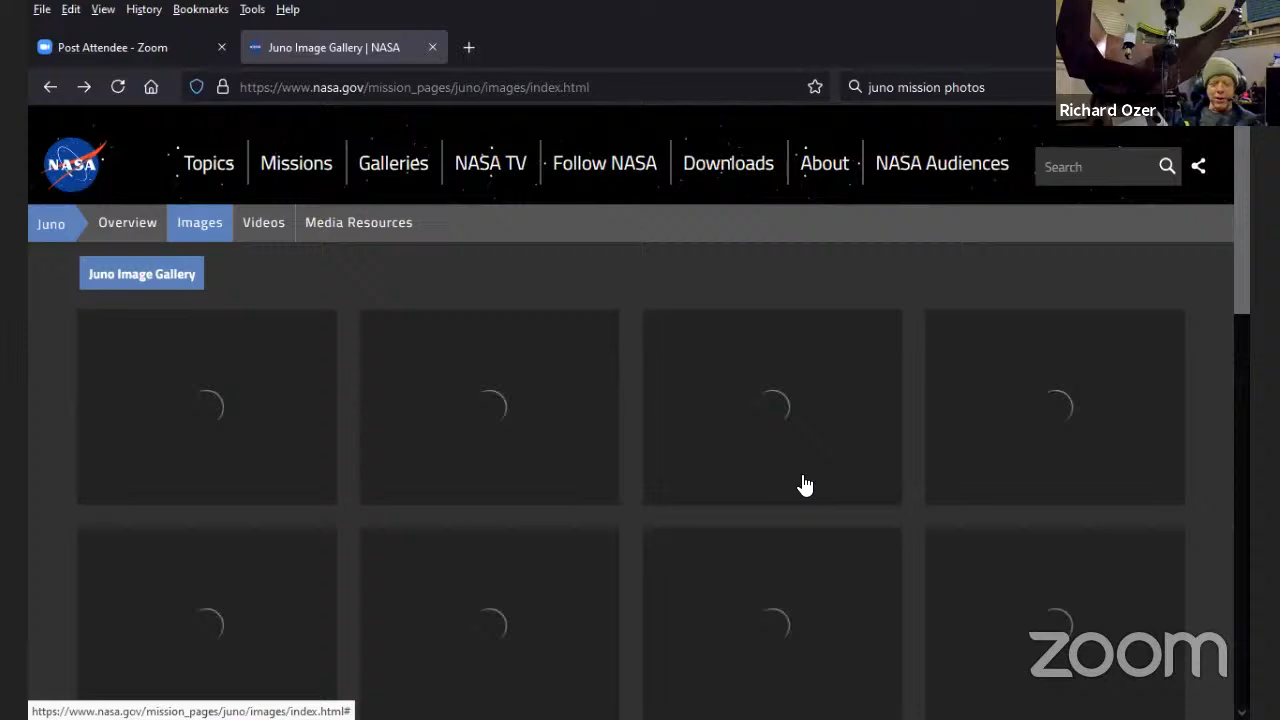 File Edit View History Bookmarks Tools Help
Post Attendee - Zoom
Juno Image Gallery | NASA
https://www.nasa.gov/mission_pages/juno/images/index.html
juno mission photos
Richard Ozer
NASA
Topics Missions Galleries NASA TV Follow NASA Downloads About NASA Audiences
Search
Juno Overview Images Videos Media Resources
Juno Image Gallery
zoom
https://www.nasa.gov/mission_pages/juno/images/index.html#